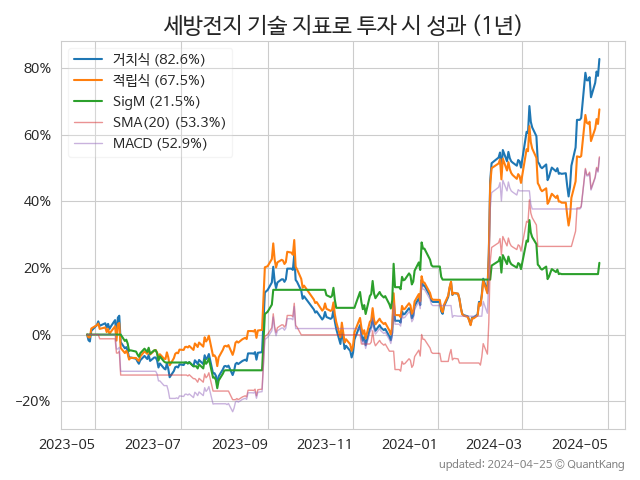 세방전지 기술 지표로 투자 시 성과 (1년)
거치식 (82.6%)
적립식 (67.5%)
SigM (21.5%)
SMA(20) (53.3%)
MACD (52.9%)
80%
60%
40%
20%
0%
−20%
2023-05 2023-07 2023-09 2023-11 2024-01 2024-03 2024-05
updated: 2024-04-25 © QuantKang